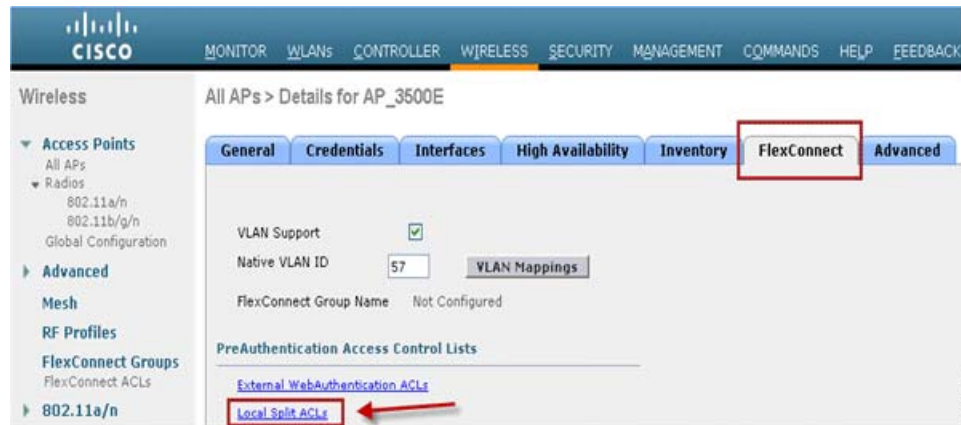 CISCO
MONITOR WLANs CONTROLLER WIRELESS SECURITY MANAGEMENT COMMANDS HELP FEEDBACK
Wireless
Access Points
All APs
Radios
802.11a/n
802.11b/g/n
Global Configuration
Advanced
Mesh
RF Profiles
FlexConnect Groups
FlexConnect ACLs
802.11a/n
All APs > Details for AP_3500E
General Credentials Interfaces High Availability Inventory FlexConnect Advanced
VLAN Support
Native VLAN ID 57 VLAN Mappings
FlexConnect Group Name Not Configured
PreAuthentication Access Control Lists
External WebAuthentication ACLs
Local Split ACLs